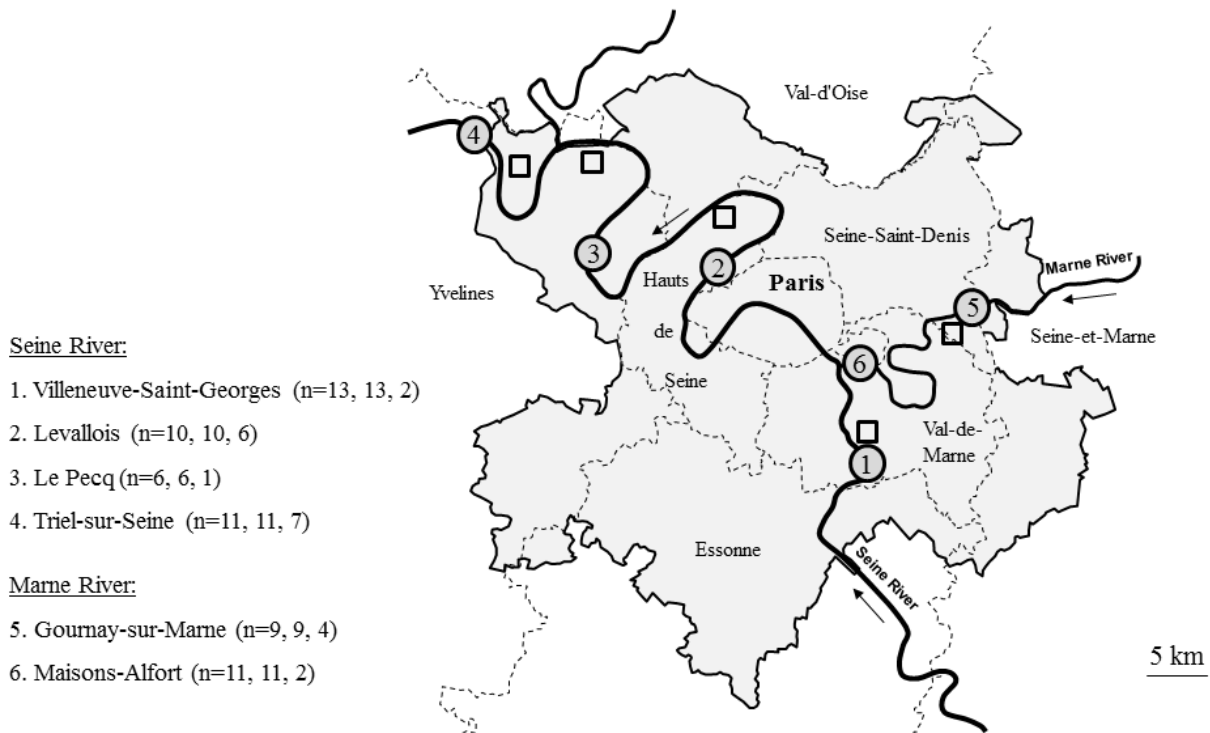 Seine River:
1. Villeneuve-Saint-Georges (n=13, 13, 2)
2. Levallois (n=10, 10, 6)
3. Le Pecq (n=6, 6, 1)
4. Triel-sur-Seine (n=11, 11, 7)
Marne River:
5. Gournay-sur-Marne (n=9, 9, 4)
6. Maisons-Alfort (n=11, 11, 2)
Val-d'Oise
4
3
2
Seine-Saint-Denis
Marne River
Hauts
Paris
Yvelines
5
Seine-et-Marne
de
6
Seine
Val-de-
Marne
1
Essonne
Seine River
5 km